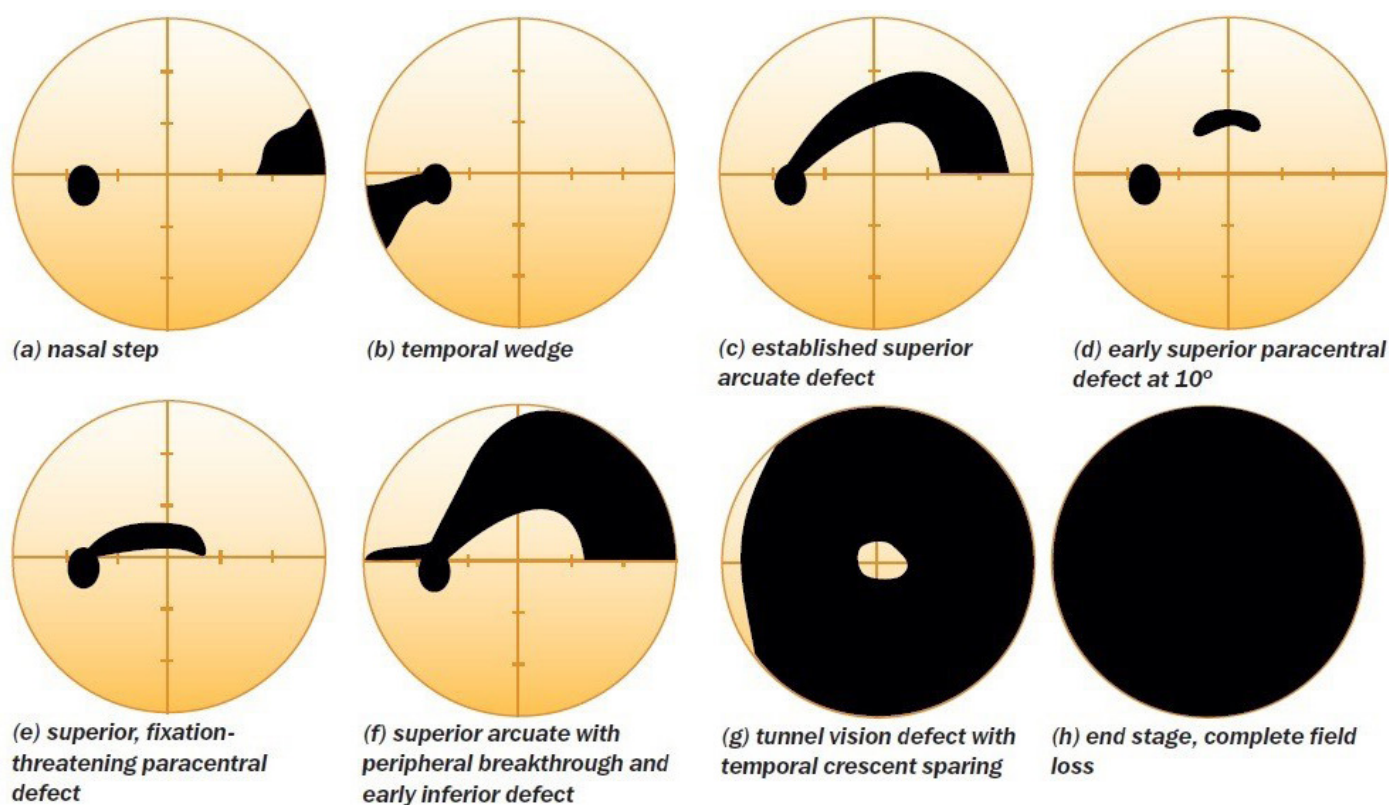 (a) nasal step
(b) temporal wedge
(c) established superior
arcuate defect
(d) early superior paracentral
defect at 10º
(e) superior, fixation-
threatening paracentral
defect
(f) superior arcuate with
peripheral breakthrough and
early inferior defect
(g) tunnel vision defect with
temporal crescent sparing
(h) end stage, complete field
loss